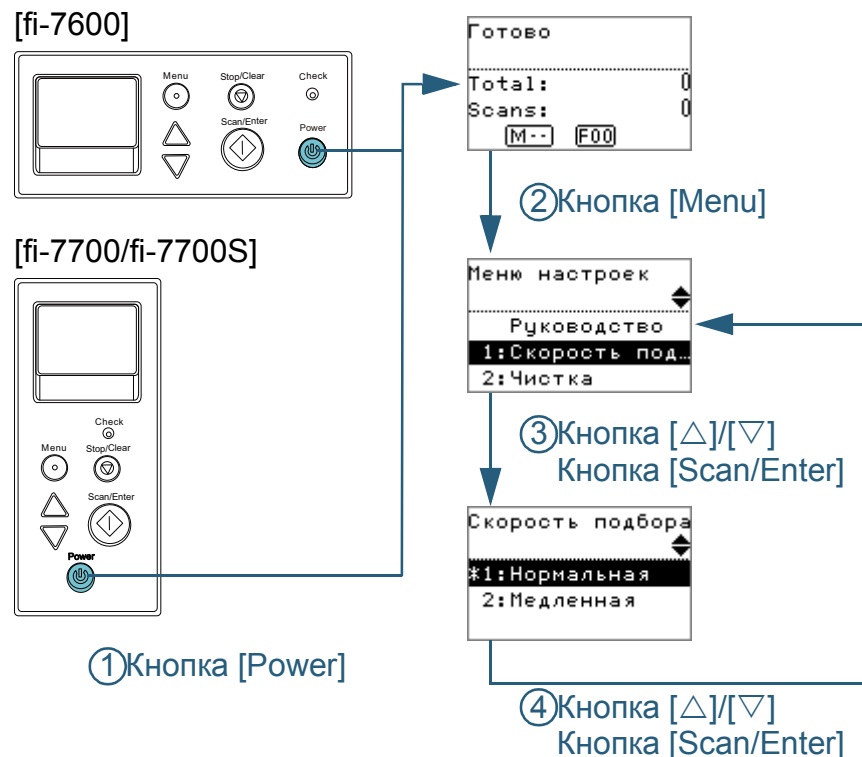 [fi-7600]
Menu
Stop/Clear
Check
Scan/Enter
Power
[fi-7700/fi-7700S]
Check
Menu
Stop/Clear
Scan/Enter
Power
①Кнопка [Power]
Готово
Total: 0
Scans: 0
M-- F00
②Кнопка [Menu]
Меню настроек
Руководство
1:Скорость под…
2:Чистка
③Кнопка [△]/[▽]
Кнопка [Scan/Enter]
Скорость подбора
*1:Нормальная
2:Медленная
④Кнопка [△]/[▽]
Кнопка [Scan/Enter]